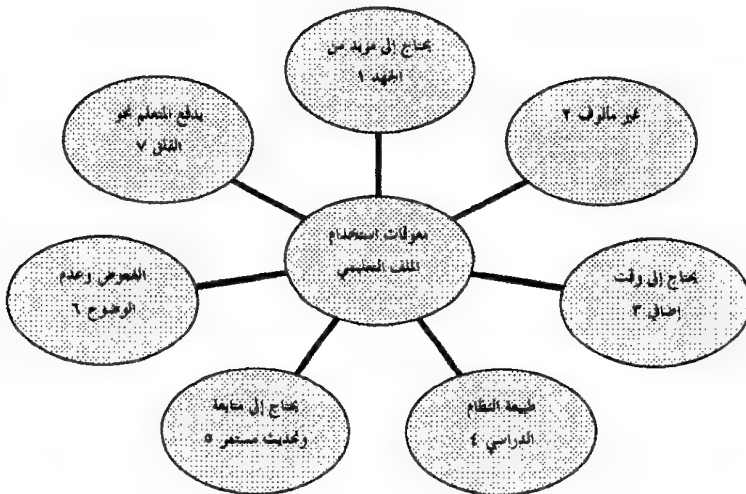 معوقات استخدام
الملف التعليمي
يحتاج إلى مزيد من
الجهد ١
غير مألوف ٢
يحتاج إلى وقت
إضافي ٣
طبيعة النظام
الدراسي ٤
يحتاج إلى متابعة
وتحديث مستمر ٥
الغموض وعدم
الوضوح ٦
يدفع المتعلم نحو
القلق ٧